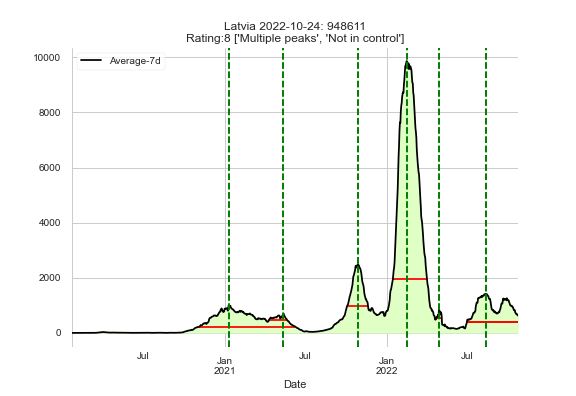 Latvia 2022-10-24: 948611
Rating:8 ['Multiple peaks', 'Not in control']
Average-7d
10000
8000
6000
4000
2000
0
Jul
Jan
2021
Jul
Jan
2022
Jul
Date